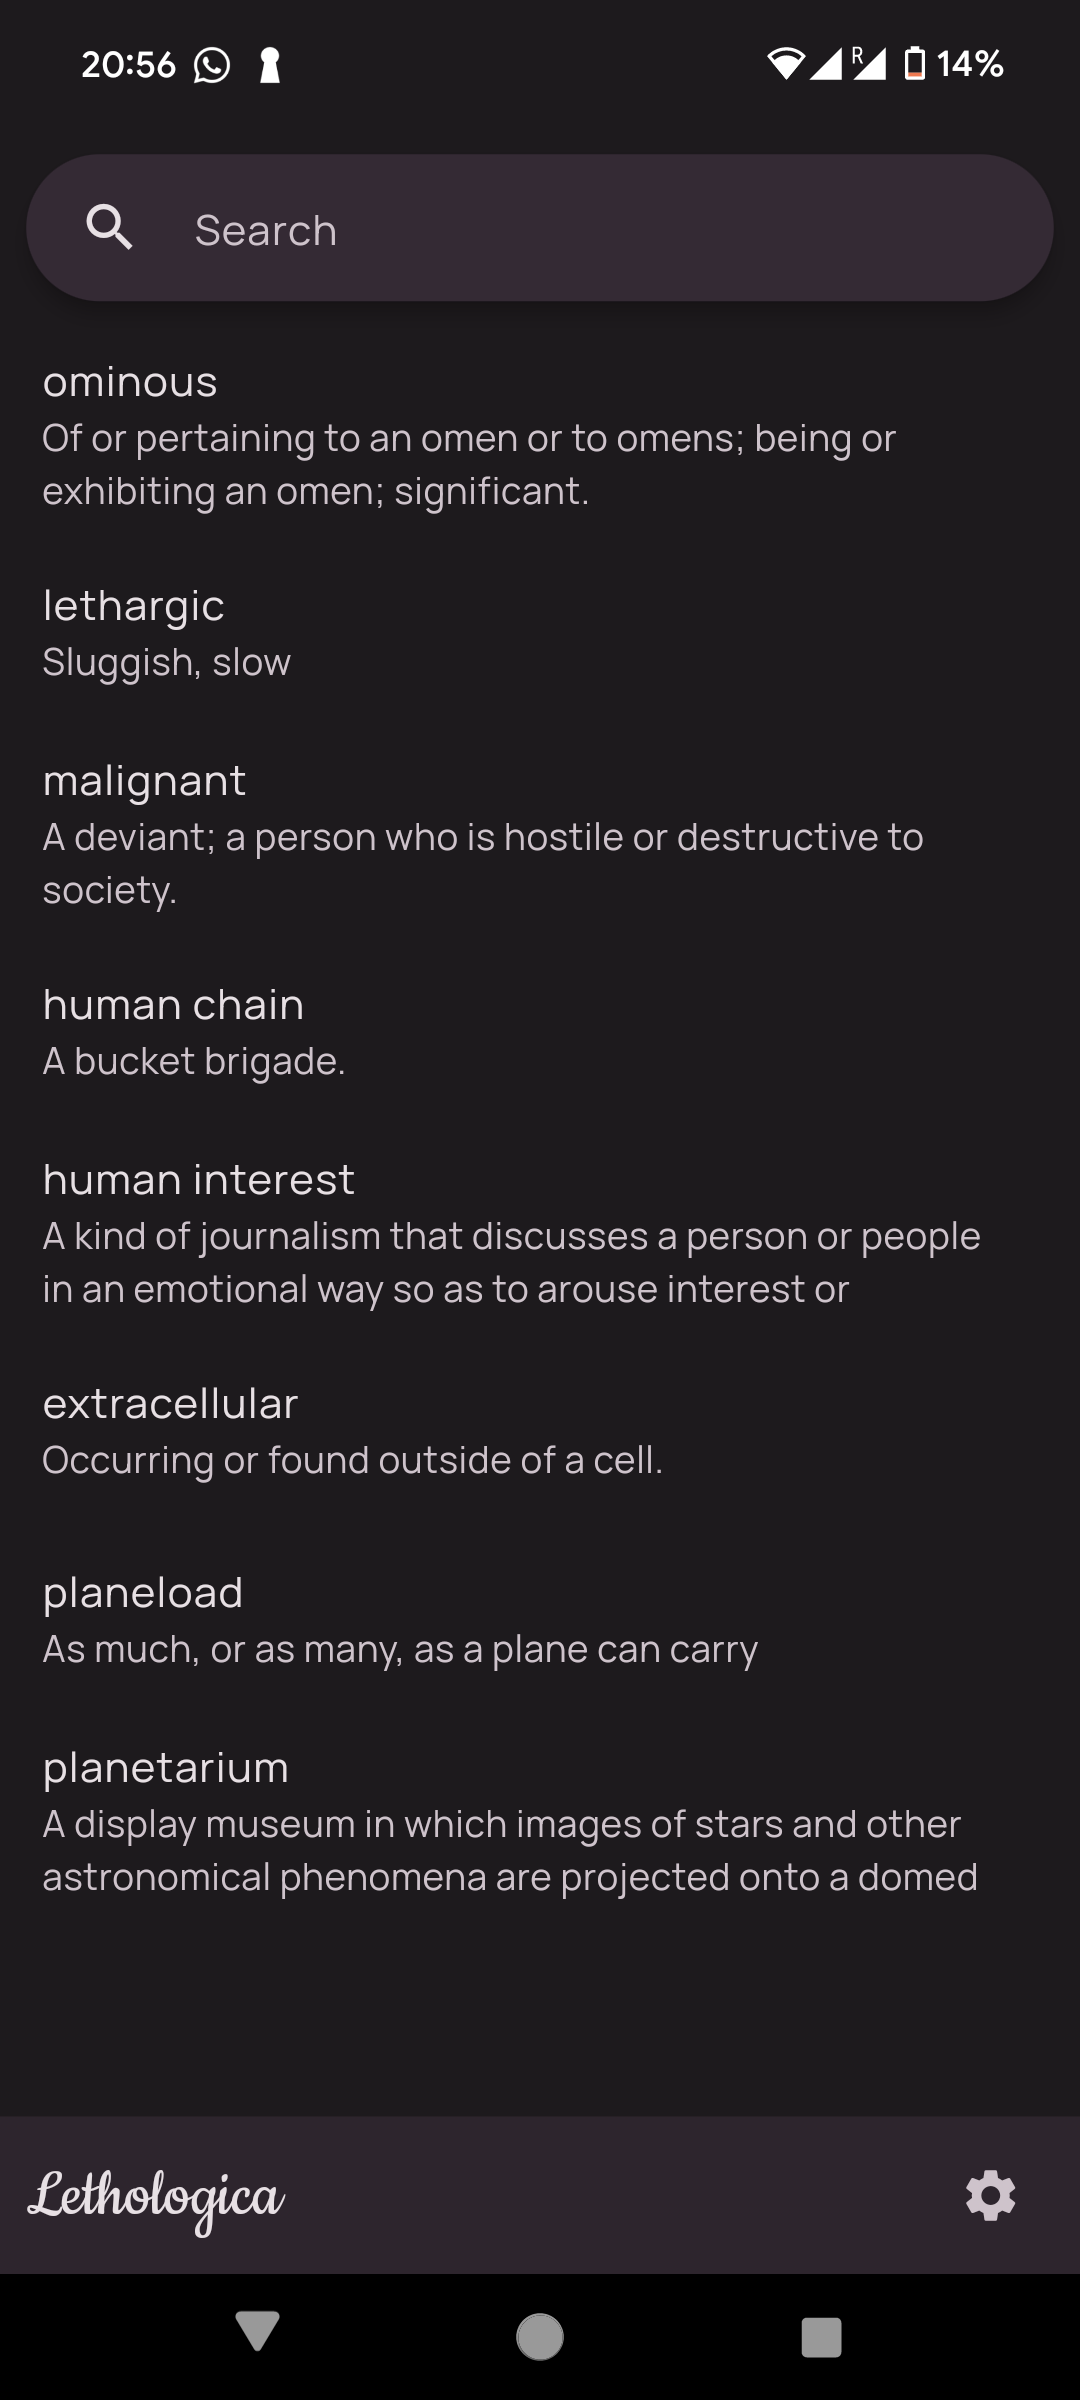 20:56
R
14%
Search
ominous
Of or pertaining to an omen or to omens; being or
exhibiting an omen; significant.
lethargic
Sluggish, slow
malignant
A deviant; a person who is hostile or destructive to
society.
human chain
A bucket brigade.
human interest
A kind of journalism that discusses a person or people
in an emotional way so as to arouse interest or
extracellular
Occurring or found outside of a cell.
planeload
As much, or as many, as a plane can carry
planetarium
A display museum in which images of stars and other
astronomical phenomena are projected onto a domed
Lethologica